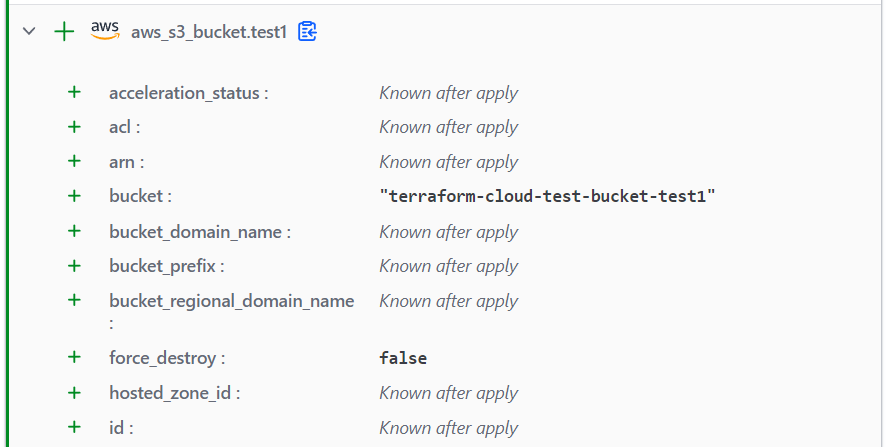 aws aws_s3_bucket.test1
+ acceleration_status : Known after apply
+ acl : Known after apply
+ arn : Known after apply
+ bucket : "terraform-cloud-test-bucket-test1"
+ bucket_domain_name : Known after apply
+ bucket_prefix : Known after apply
+ bucket_regional_domain_name Known after apply
:
+ force_destroy : false
+ hosted_zone_id : Known after apply
+ id : Known after apply